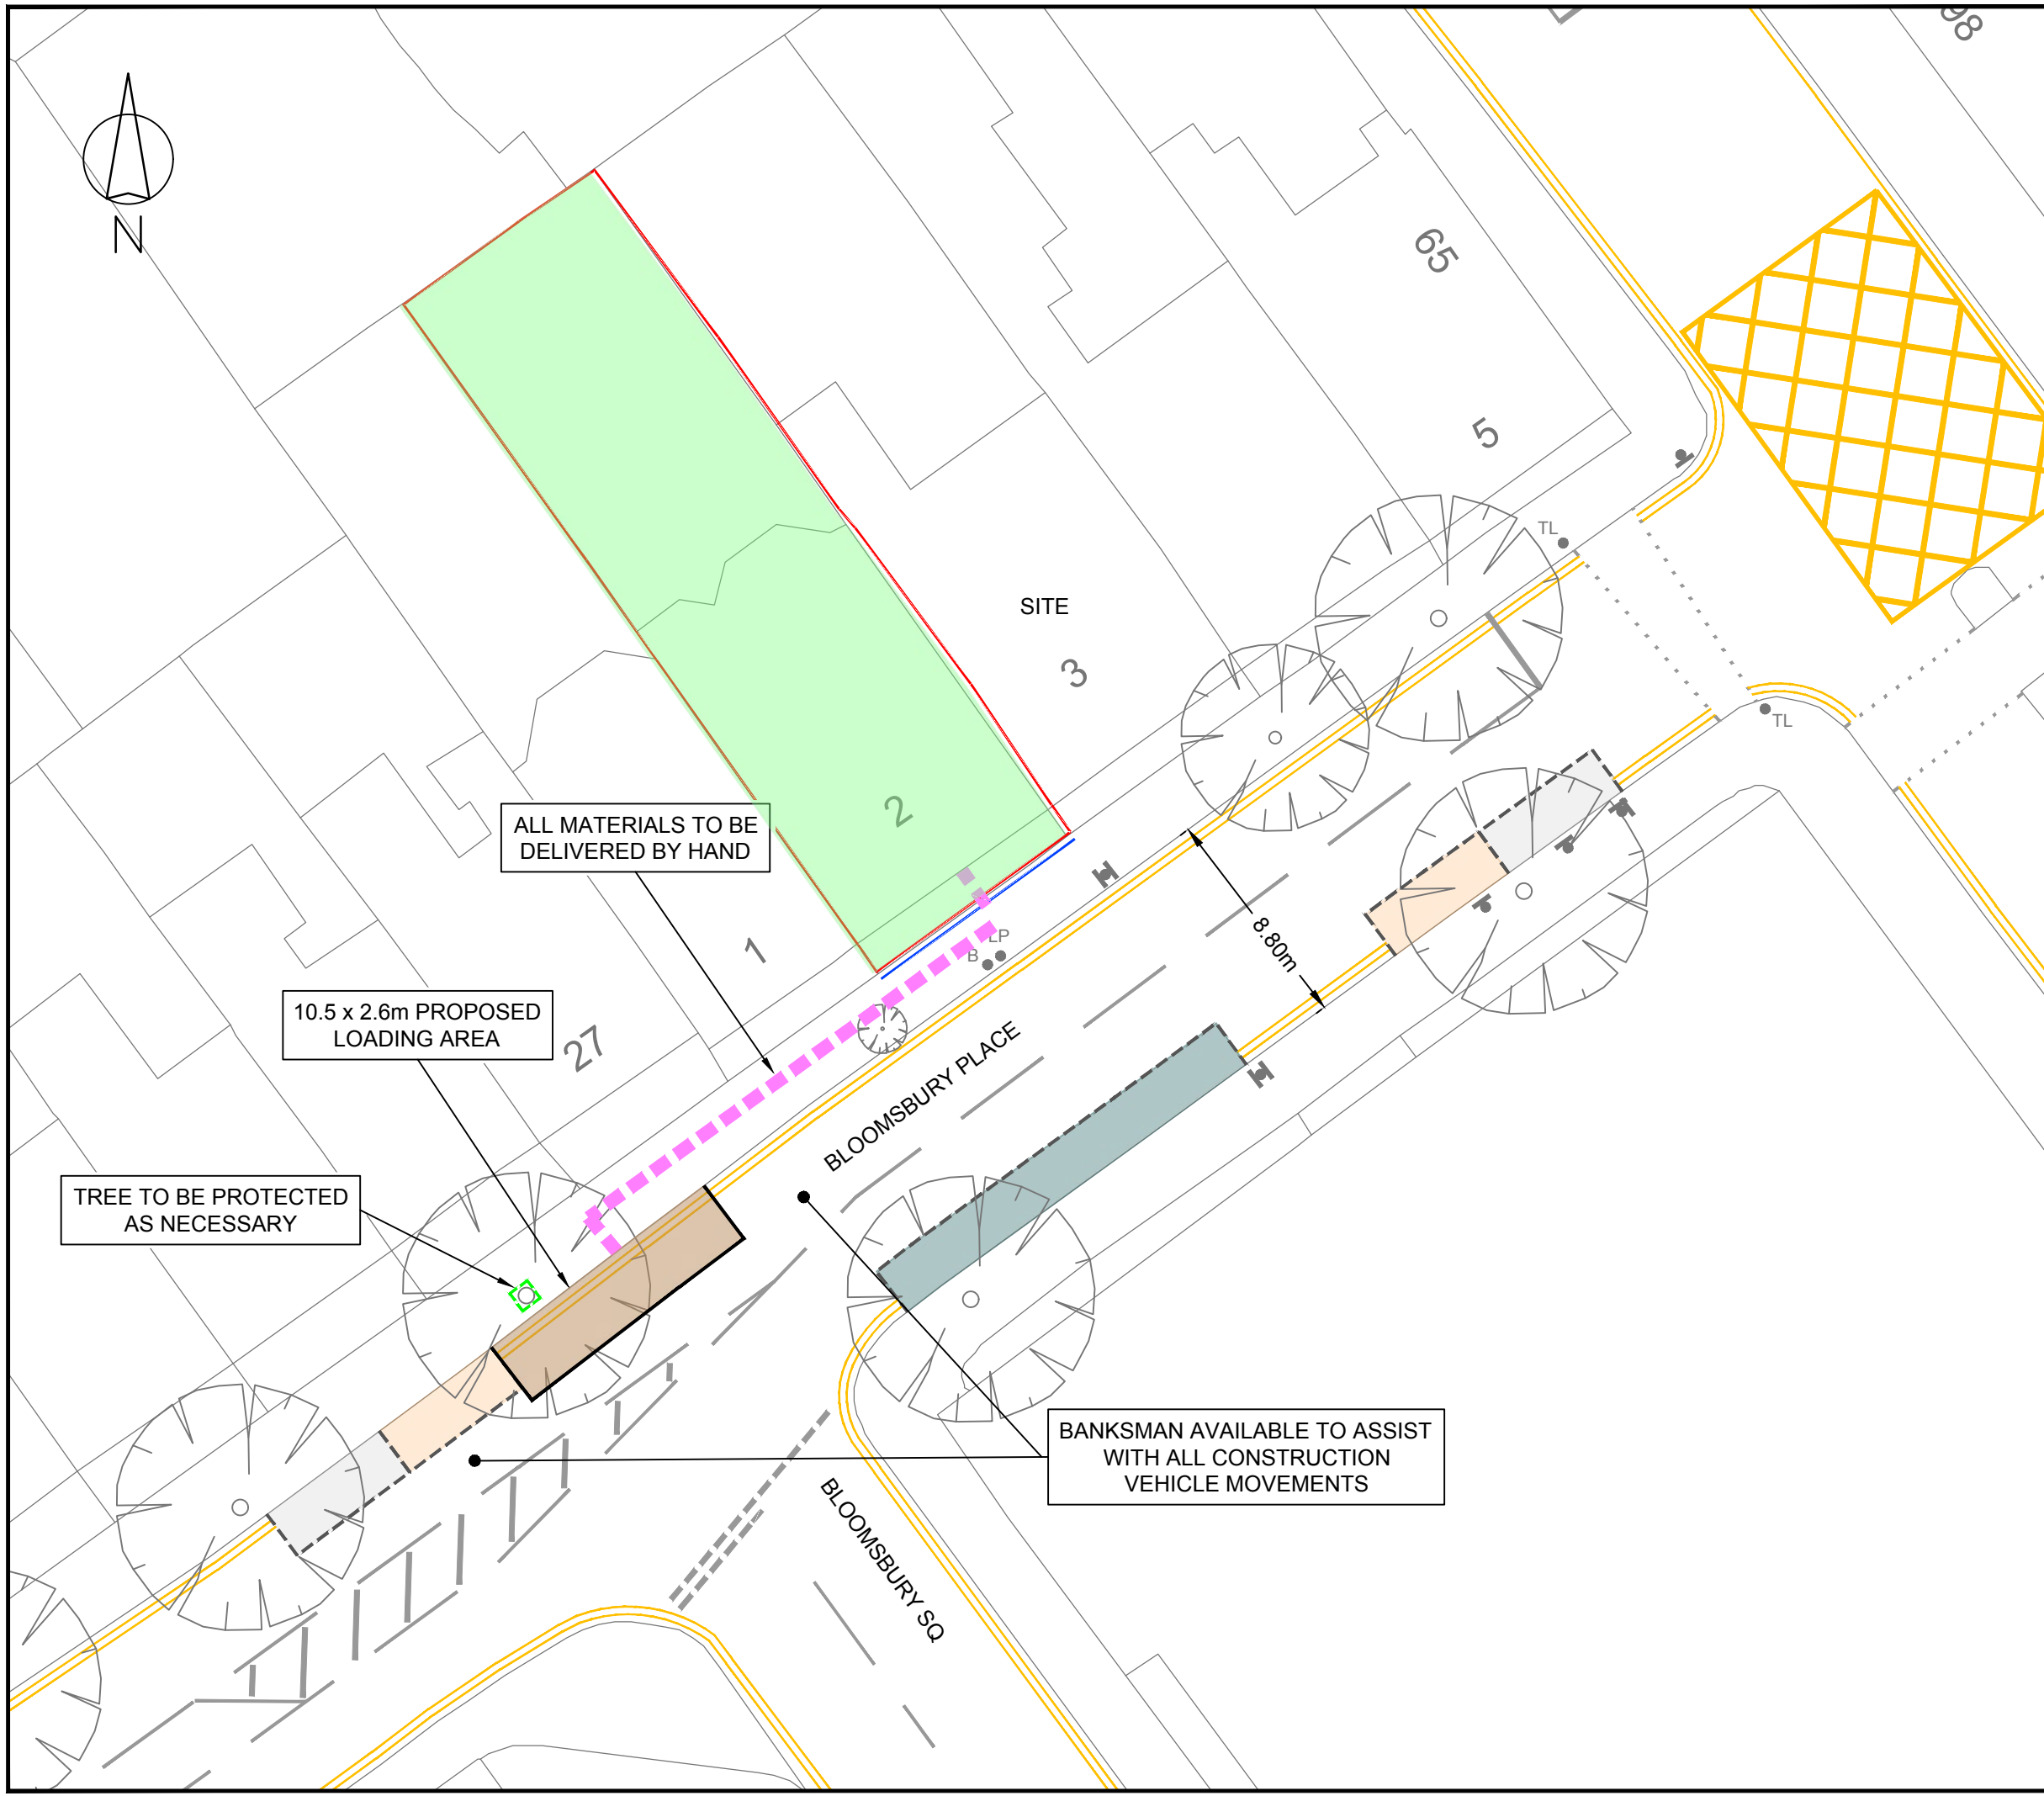 98
N
65
5
TL
SITE
3
TL
2
ALL MATERIALS TO BE
DELIVERED BY HAND
8.80m
1
LP
B
10.5 x 2.6m PROPOSED
LOADING AREA
27
BLOOMSBURY PLACE
TREE TO BE PROTECTED
AS NECESSARY
BANKSMAN AVAILABLE TO ASSIST
WITH ALL CONSTRUCTION
VEHICLE MOVEMENTS
BLOOMSBURY SQ